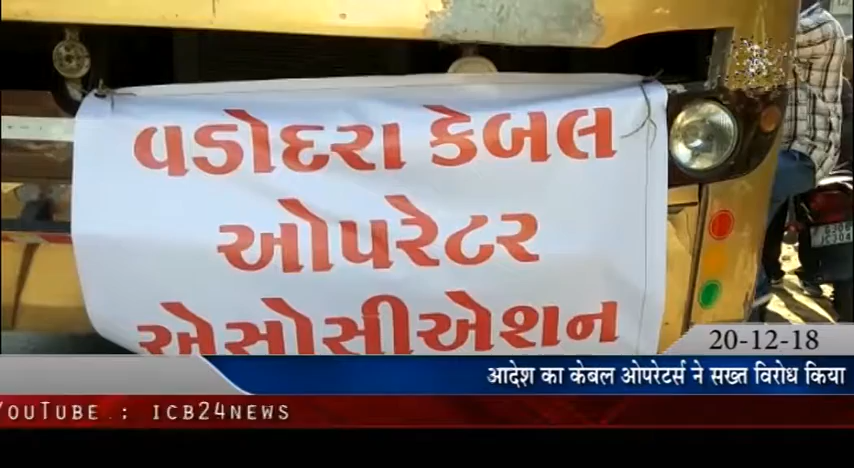 વડોદરા કેબલ
ઓપરેટર
એસોસીએશન
20-12-18
आदेश का केबल ओपरेटर्स ने सख्त विरोध किया
YOUTUBE : ICB24NEWS